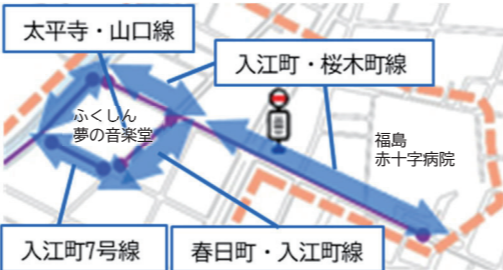 太平寺・山口線
入江町・桜木町線
ふくしん
夢の音楽堂
福島
赤十字病院
入江町7号線
春日町・入江町線